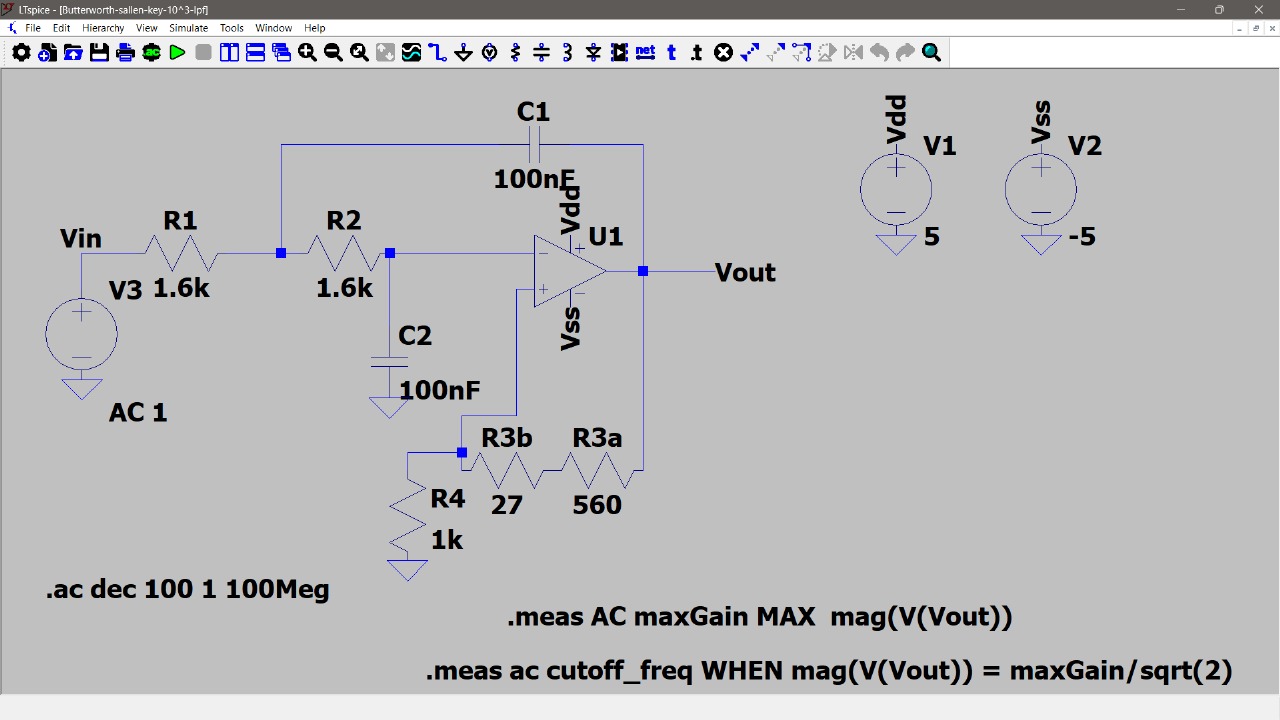 LTspice - [Butterworth-sallen-key-10^3-lpf]
File Edit Hierarchy View Simulate Tools Window Help
ac net t .t
C1
100nF
Vdd
Vss
V1
V2
5
-5
Vin
R1
R2
Vdd
U1
V3
1.6k
1.6k
Vout
Vss
C2
100nF
AC 1
R3b
R3a
27
560
R4
1k
.ac dec 100 1 100Meg
.meas AC maxGain MAX mag(V(Vout))
.meas ac cutoff_freq WHEN mag(V(Vout)) = maxGain/sqrt(2)